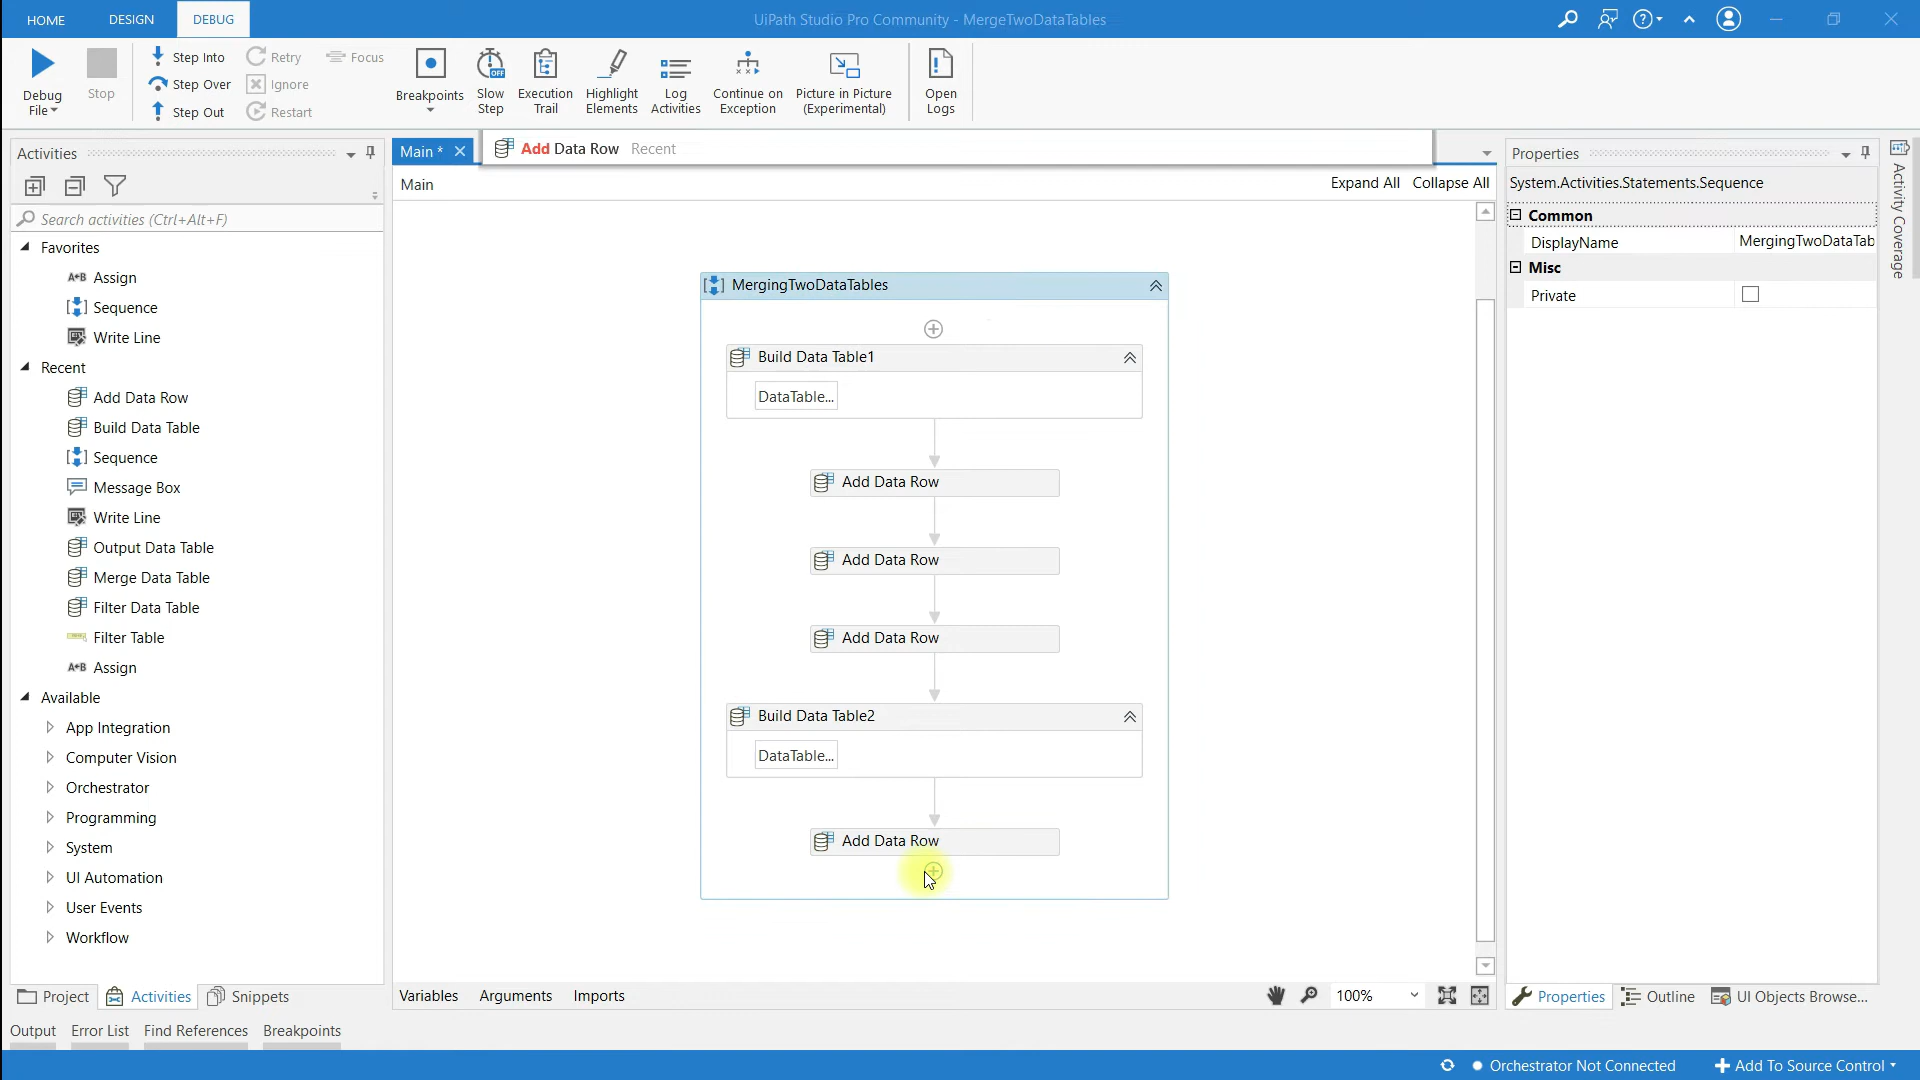 HOME DESIGN DEBUG
UiPath Studio Pro Community - MergeTwoDataTables
Debug File
Stop
Step Into
Step Over
Step Out
Retry
Ignore
Restart
Focus
Breakpoints
Slow Step
OFF
Execution Trail
Highlight Elements
Log Activities
Continue on Exception
Picture in Picture (Experimental)
Open Logs
Activities
Search activities (Ctrl+Alt+F)
Favorites
A+B Assign
Sequence
Write Line
Recent
Add Data Row
Build Data Table
Sequence
Message Box
Write Line
Output Data Table
Merge Data Table
Filter Data Table
Filter Table
A+B Assign
Available
App Integration
Computer Vision
Orchestrator
Programming
System
UI Automation
User Events
Workflow
Project Activities Snippets
Main *
Add Data Row Recent
Main
Expand All Collapse All
MergingTwoDataTables
Build Data Table1
DataTable...
Add Data Row
Add Data Row
Add Data Row
Build Data Table2
DataTable...
Add Data Row
Variables Arguments Imports
100%
Properties
System.Activities.Statements.Sequence
Common
DisplayName MergingTwoDataTab
Misc
Private
Properties Outline UI Objects Browse...
Activity Coverage
Output Error List Find References Breakpoints
Orchestrator Not Connected
Add To Source Control